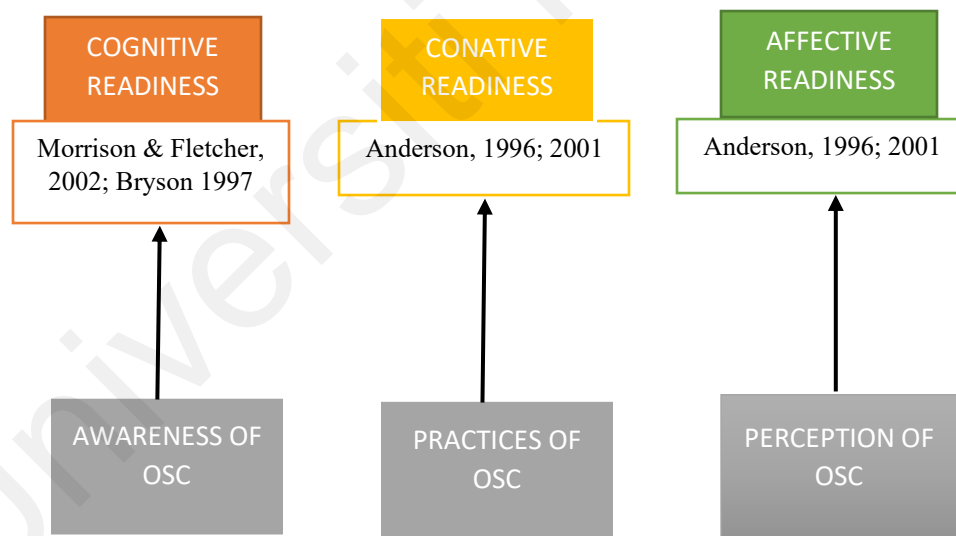 COGNITIVE
READINESS
Morrison & Fletcher,
2002; Bryson 1997
CONATIVE
READINESS
Anderson, 1996; 2001
AFFECTIVE
READINESS
Anderson, 1996; 2001
AWARENESS OF
OSC
PRACTICES OF
OSC
PERCEPTION OF
OSC
Universiti